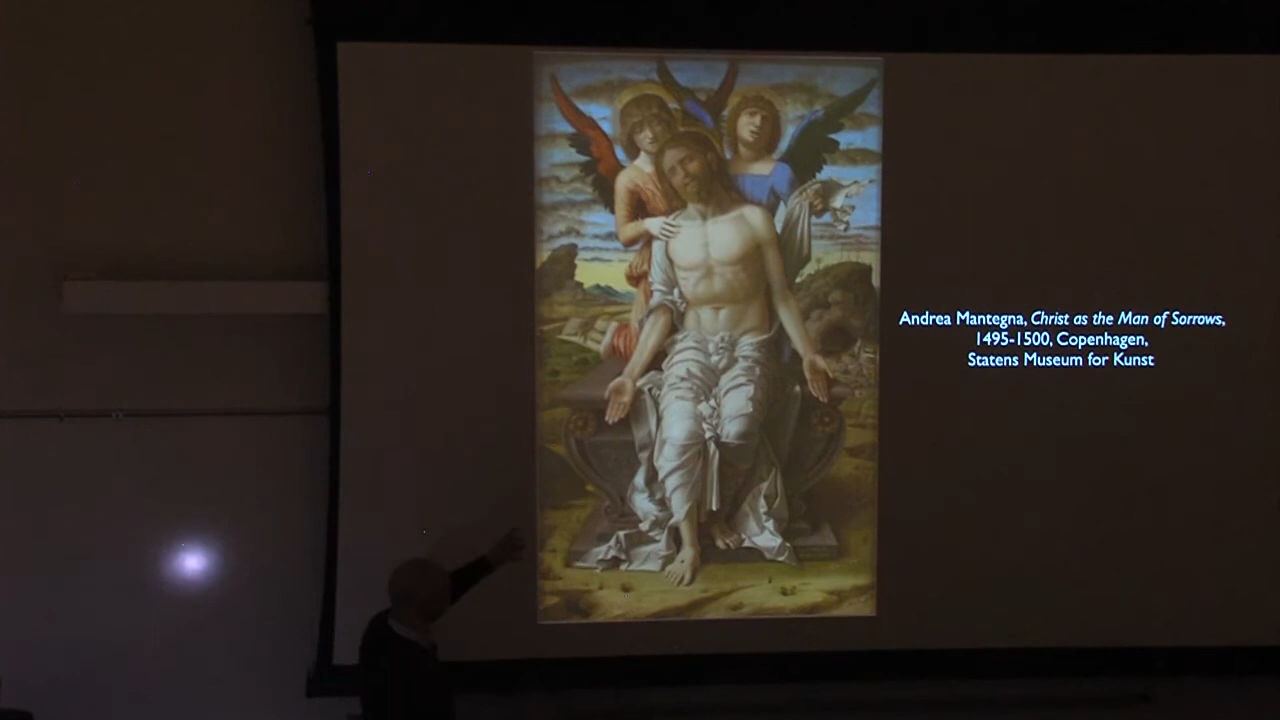 Andrea Mantegna, Christ as the Man of Sorrows,
1495-1500, Copenhagen,
Statens Museum for Kunst